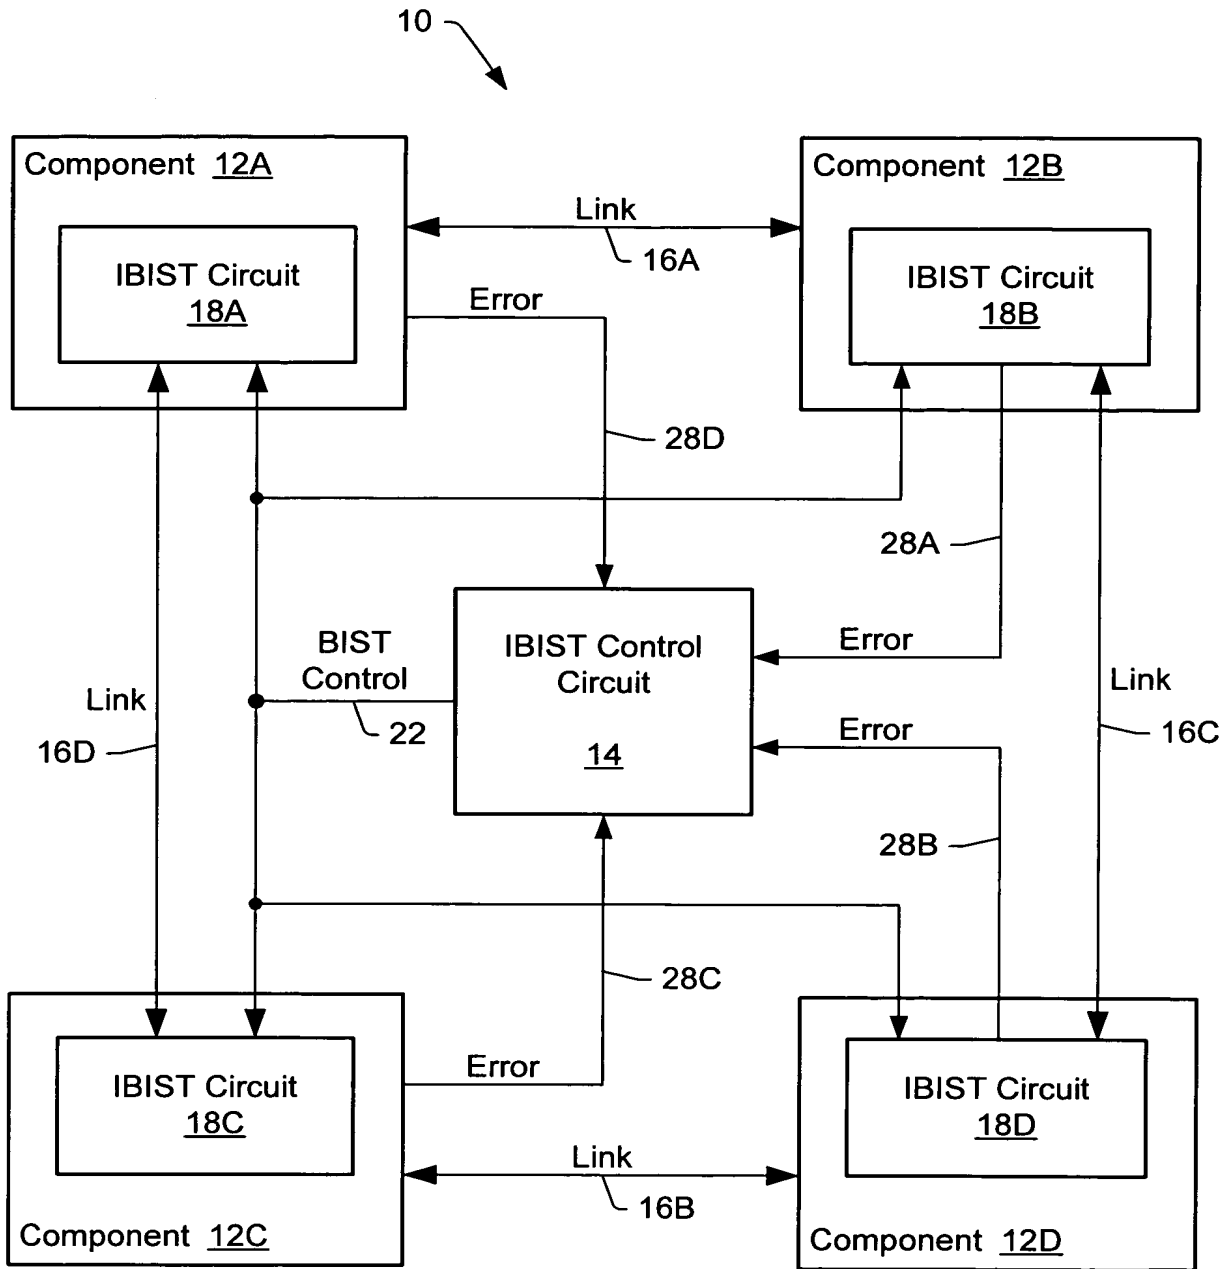 10
Component 12A
Component 12B
Link
16A
IBIST Circuit
18A
IBIST Circuit
18B
Error
28D
28A
BIST
Control
22
IBIST Control
Circuit
14
Error
Link
16D
Link
16C
Error
28B
28C
IBIST Circuit
18C
Error
IBIST Circuit
18D
Link
16B
Component 12C
Component 12D